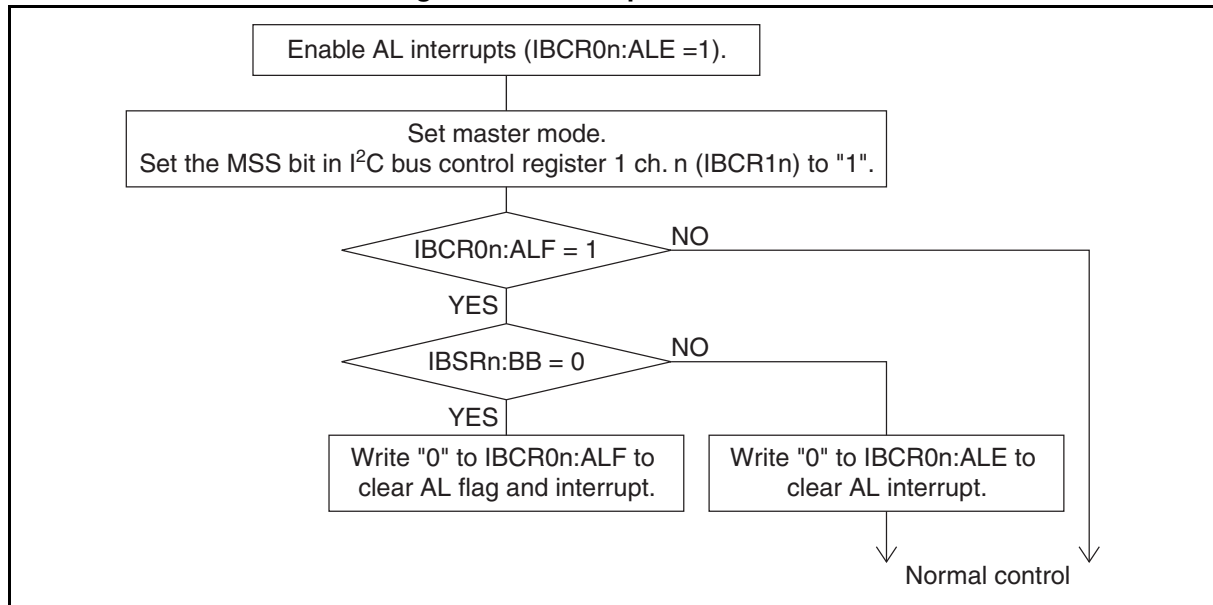 Enable AL interrupts (IBCR0n:ALE =1).
Set master mode.
Set the MSS bit in I²C bus control register 1 ch. n (IBCR1n) to "1".
IBCR0n:ALF = 1
NO
YES
IBSRn:BB = 0
NO
YES
Write "0" to IBCR0n:ALF to
clear AL flag and interrupt.
Write "0" to IBCR0n:ALE to
clear AL interrupt.
Normal control